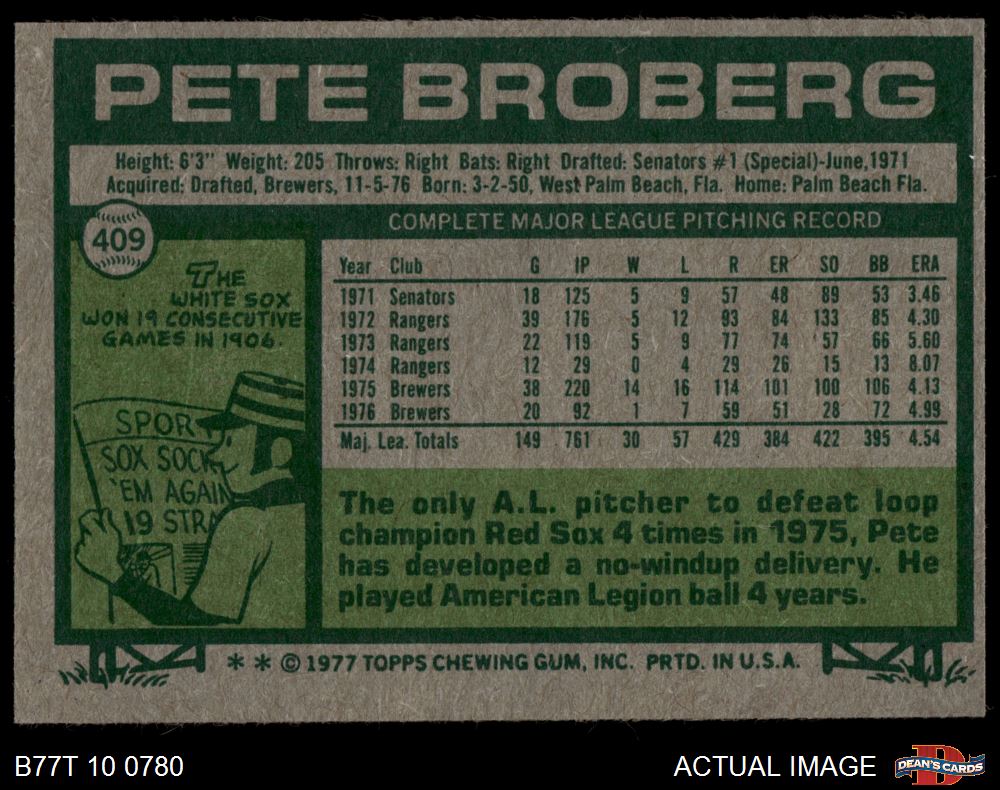 PETE BROBERG
Height: 6'3" Weight: 205 Throws: Right Bats: Right Drafted: Senators #1 (Special)-June,1971
Acquired: Drafted, Brewers, 11-5-76 Born: 3-2-50, West Palm Beach, Fla. Home: Palm Beach Fla.
409
THE
WHITE SOX
WON 19 CONSECUTIVE
GAMES IN 1906.
SPOR
SOX SOCK
'EM AGAIN
19 STRA
COMPLETE MAJOR LEAGUE PITCHING RECORD
Year Club G IP W L R ER SO BB ERA
1971 Senators 18 125 5 9 57 48 89 53 3.46
1972 Rangers 39 176 5 12 93 84 133 85 4.30
1973 Rangers 22 119 5 9 77 74 57 66 5.60
1974 Rangers 12 29 0 4 29 26 15 13 8.07
1975 Brewers 38 220 14 16 114 101 100 106 4.13
1976 Brewers 20 92 1 7 59 51 28 72 4.99
Maj. Lea. Totals 149 761 30 57 429 384 422 395 4.54
The only A.L. pitcher to defeat loop
champion Red Sox 4 times in 1975, Pete
has developed a no-windup delivery. He
played American Legion ball 4 years.
* * © 1977 TOPPS CHEWING GUM, INC. PRTD. IN U.S.A.
B77T 10 0780
ACTUAL IMAGE
DEAN'S CARDS